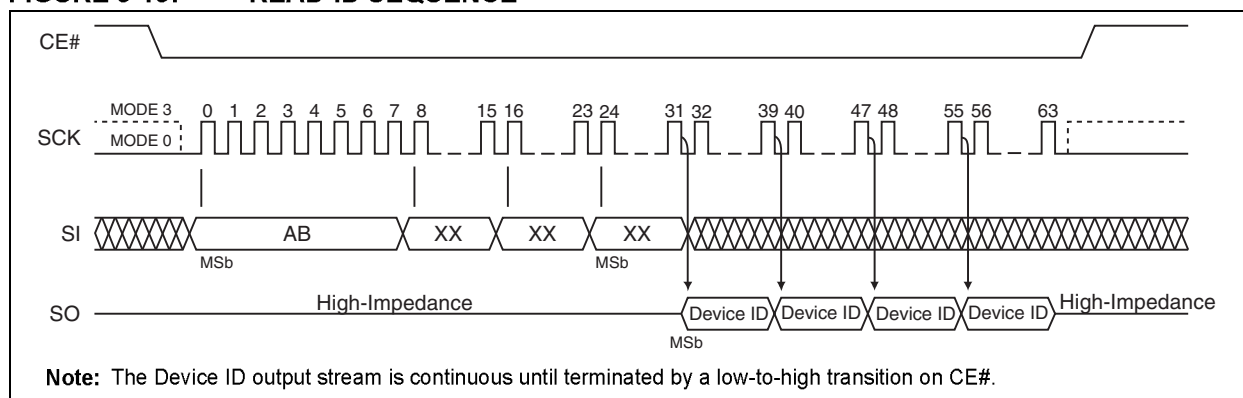 FIGURE READ-ID SEQUENCE
CE#
MODE 3 0 1 2 3 4 5 6 7 8 15 16 23 24 31 32 39 40 47 48 55 56 63
SCK MODE 0
SI AB XX XX XX
MSb MSb
High-Impedance High-Impedance
SO Device ID Device ID Device ID Device ID
MSb
Note: The Device ID output stream is continuous until terminated by a low-to-high transition on CE#.